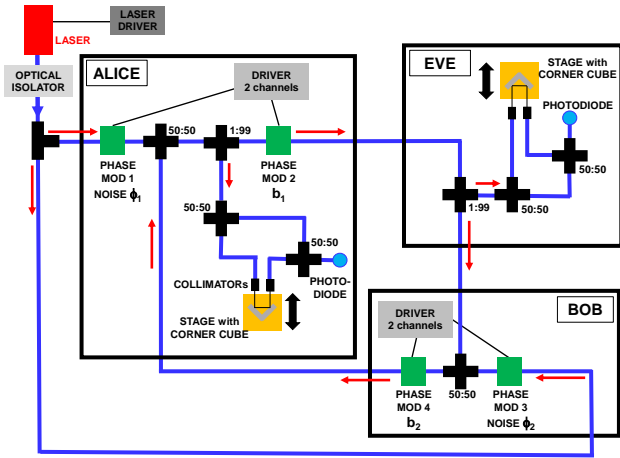 LASER
DRIVER
LASER
OPTICAL
ISOLATOR
ALICE
DRIVER
2 channels
50:50
1:99
PHASE
MOD 1
NOISE ϕ1
PHASE
MOD 2
b1
50:50
50:50
COLLIMATORs
PHOTO-
DIODE
STAGE with
CORNER CUBE
EVE
STAGE with
CORNER CUBE
PHOTODIODE
50:50
1:99
50:50
BOB
DRIVER
2 channels
PHASE
MOD 4
b2
50:50
PHASE
MOD 3
NOISE ϕ2